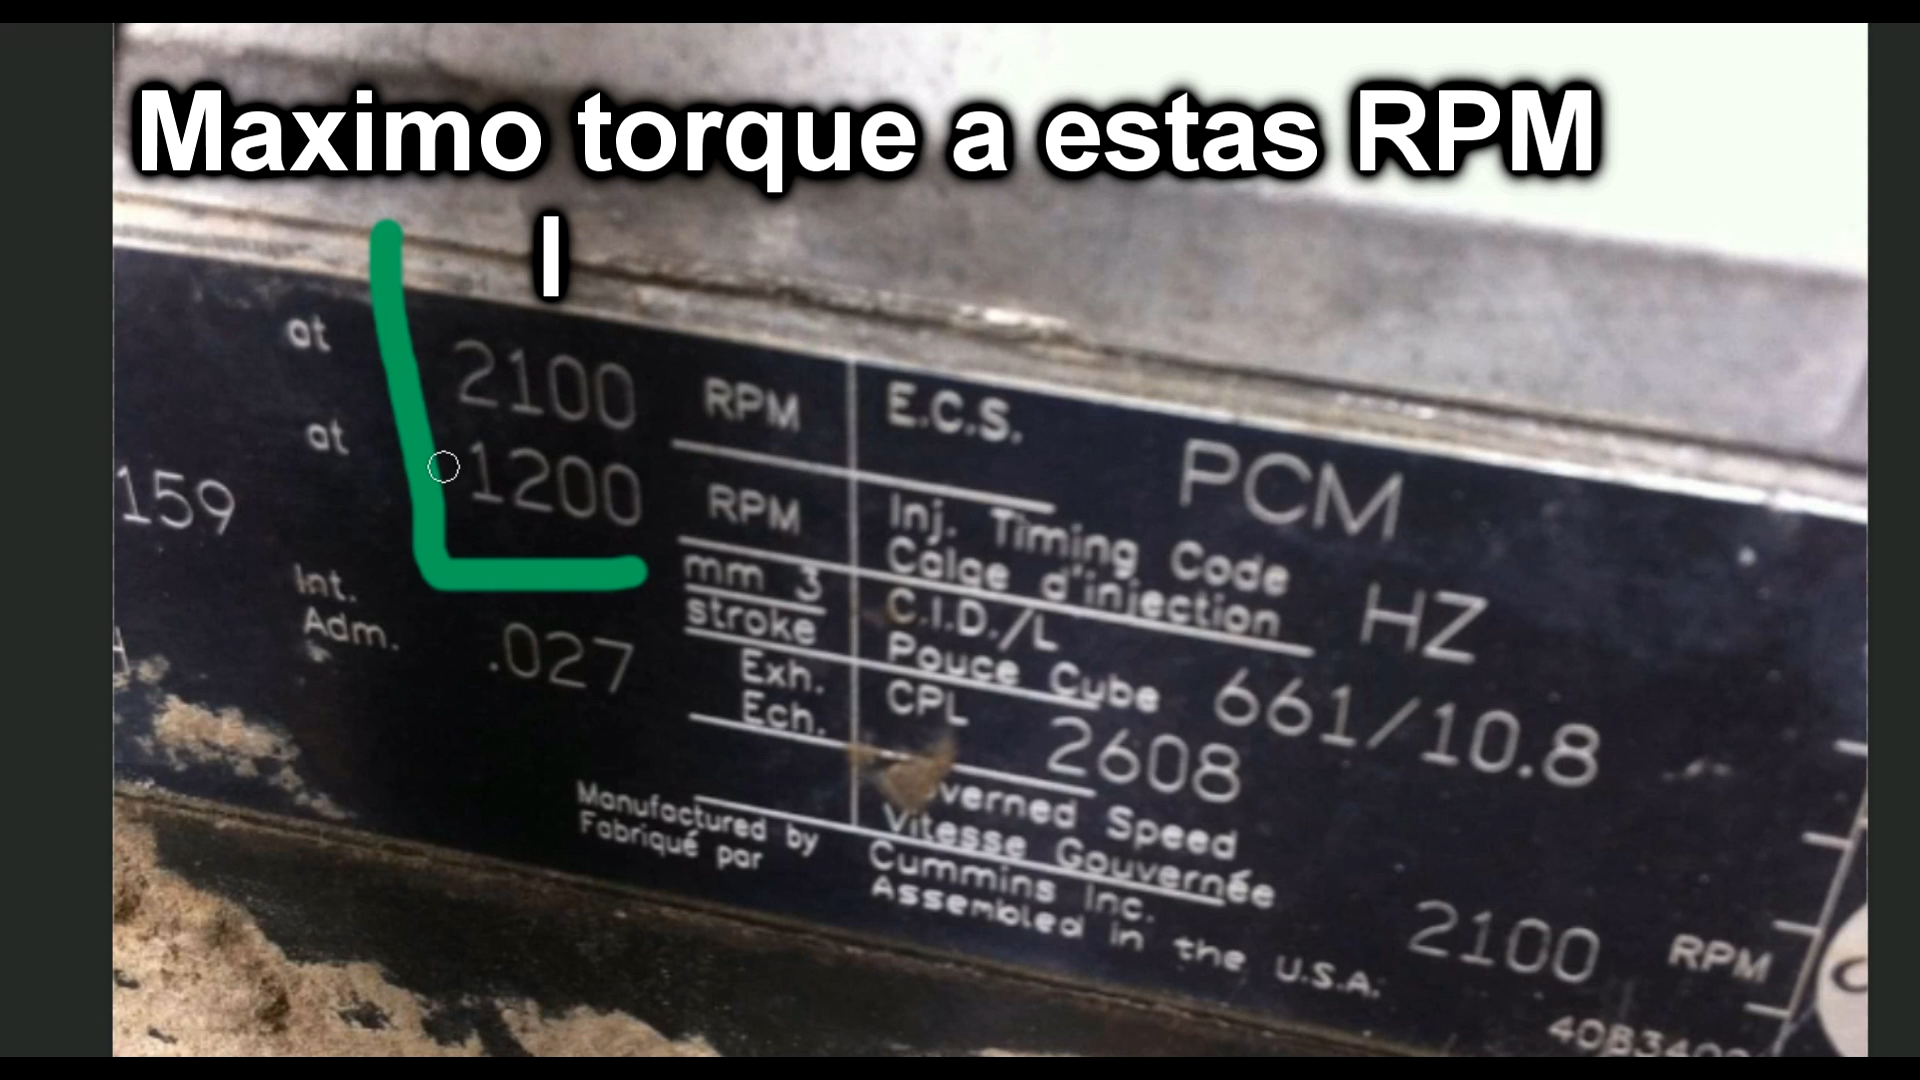 Maximo torque a estas RPM
l
at 2100 RPM
at 1200 RPM
159
mm 3
stroke
Int.
Adm. .027
Exh.
Ech.
E.C.S. PCM
Inj. Timing Code
Calge d'injection HZ
C.I.D./L
Pouce Cube 661/10.8
CPL 2608
verned Speed
Vitesse Gouvernée 2100 RPM
Manufactured by
Fabriqué par
Cummins Inc.
Assembled in the U.S.A.